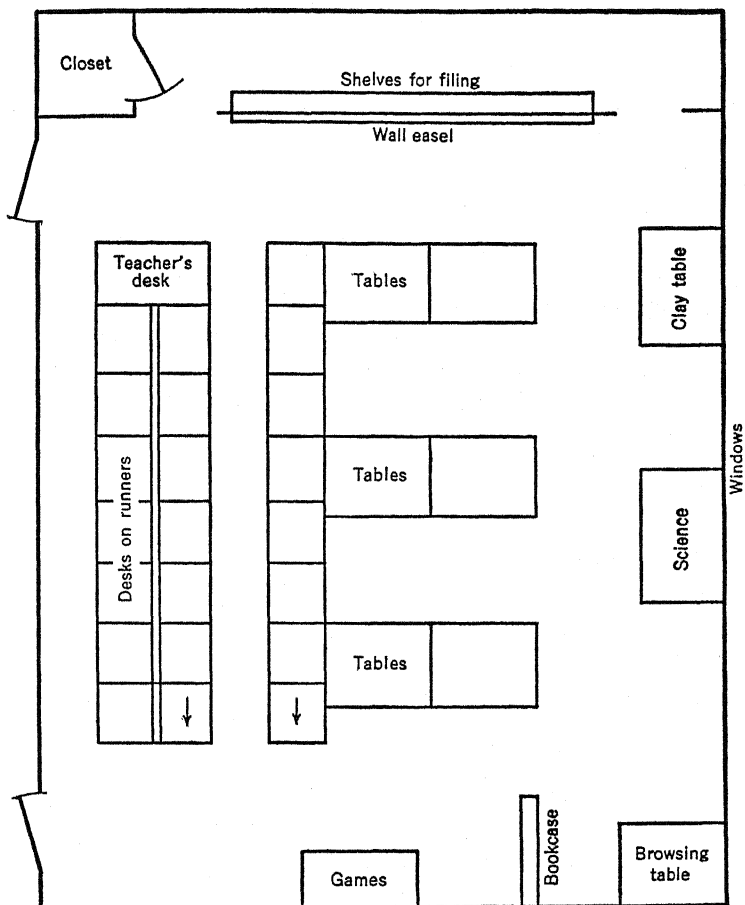 Closet
Shelves for filing
Wall easel
Teacher's
desk
Tables
Clay table
Desks on runners
Tables
Windows
Science
Tables
Games
Bookcase
Browsing
table